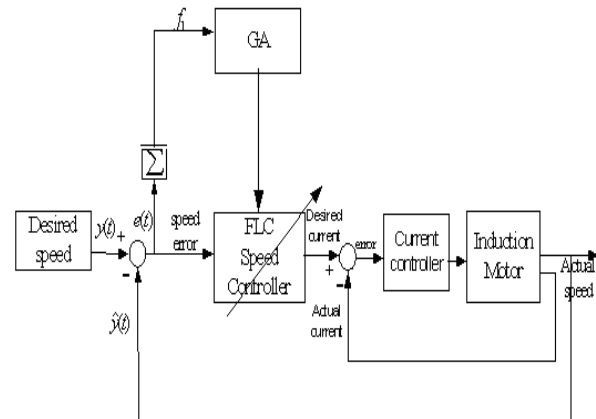 f₁
GA
Σ
Desired
speed
y(t)
+
-
e(t)
speed
error
FLC
Speed
Controller
Desired
current
+
-
error
Actual
current
Current
controller
Induction
Motor
Actual
speed
ŷ(t)